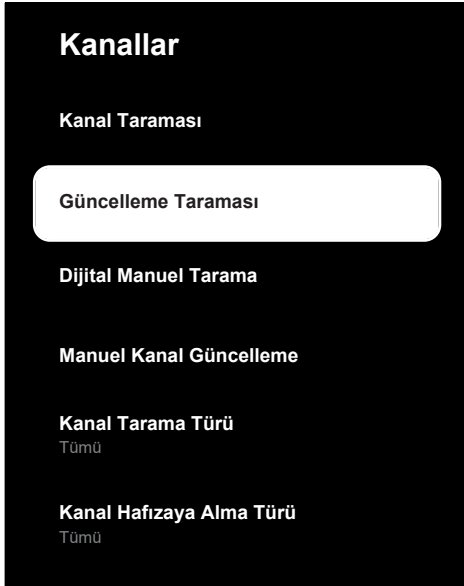 Kanallar
Kanal Taraması
Güncelleme Taraması
Dijital Manuel Tarama
Manuel Kanal Güncelleme
Kanal Tarama Türü
Tümü
Kanal Hafızaya Alma Türü
Tümü